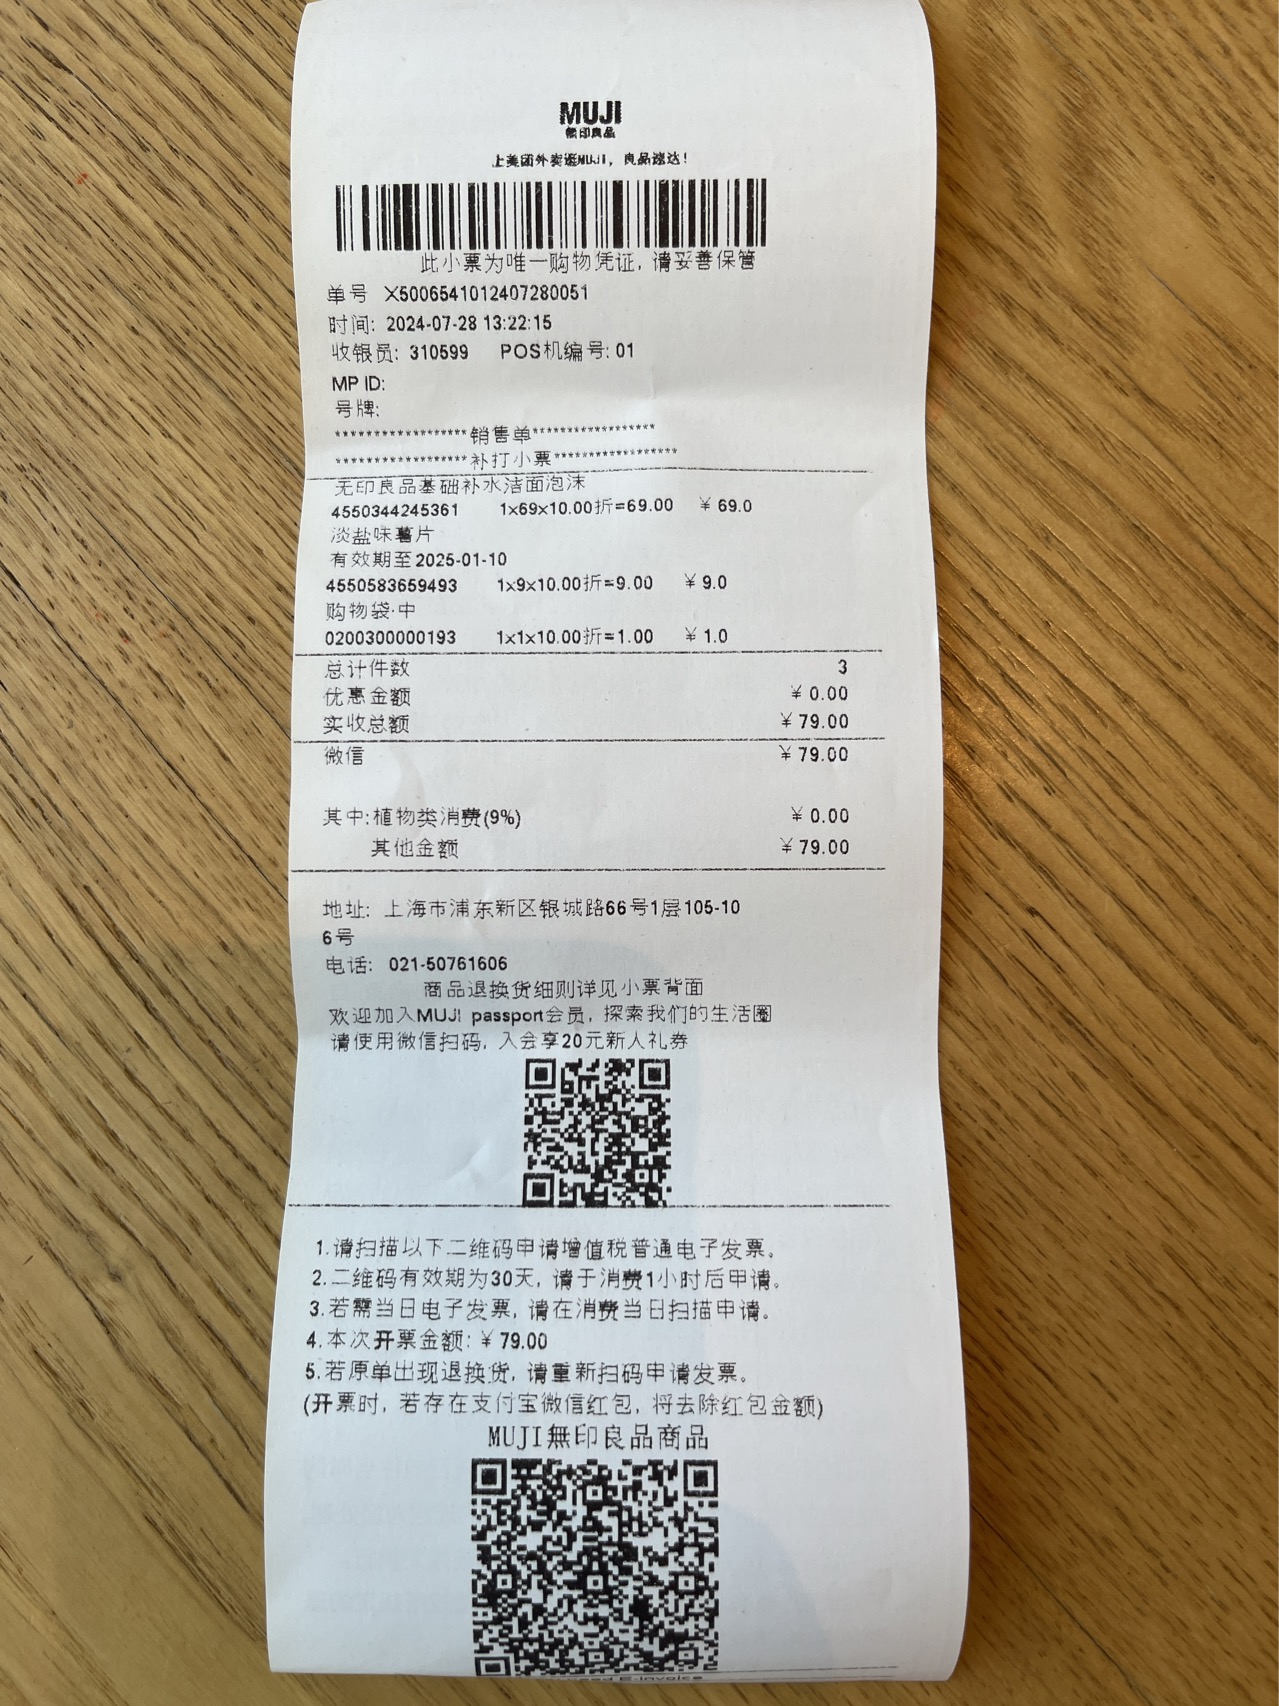 MUJI
無印良品
上美团外卖逛MUJI，良品速达！
此小票为唯一购物凭证，请妥善保管
单号 X5006541012407280051
时间: 2024-07-28 13:22:15
收银员: 310599 POS机编号: 01
MP ID:
号牌:
******************销售单*****************
******************补打小票*****************
无印良品基础补水洁面泡沫
4550344245361 1x69x10.00折=69.00 ￥69.0
淡盐味薯片
有效期至2025-01-10
4550583659493 1x9x10.00折=9.00 ￥9.0
购物袋·中
0200300000193 1x1x10.00折=1.00 ￥1.0
总计件数 3
优惠金额 ￥0.00
实收总额 ￥79.00
微信 ￥79.00
其中:植物类消费(9%) ￥0.00
其他金额 ￥79.00
地址: 上海市浦东新区银城路66号1层105-10
6号
电话: 021-50761606
商品退换货细则详见小票背面
欢迎加入MUJI passport会员，探索我们的生活圈
请使用微信扫码，入会享20元新人礼券
1.请扫描以下二维码申请增值税普通电子发票。
2.二维码有效期为30天，请于消费1小时后申请。
3.若需当日电子发票，请在消费当日扫描申请。
4.本次开票金额: ￥79.00
5.若原单出现退换货，请重新扫码申请发票。
(开票时，若存在支付宝微信红包，将去除红包金额)
MUJI無印良品商品
E-invoice